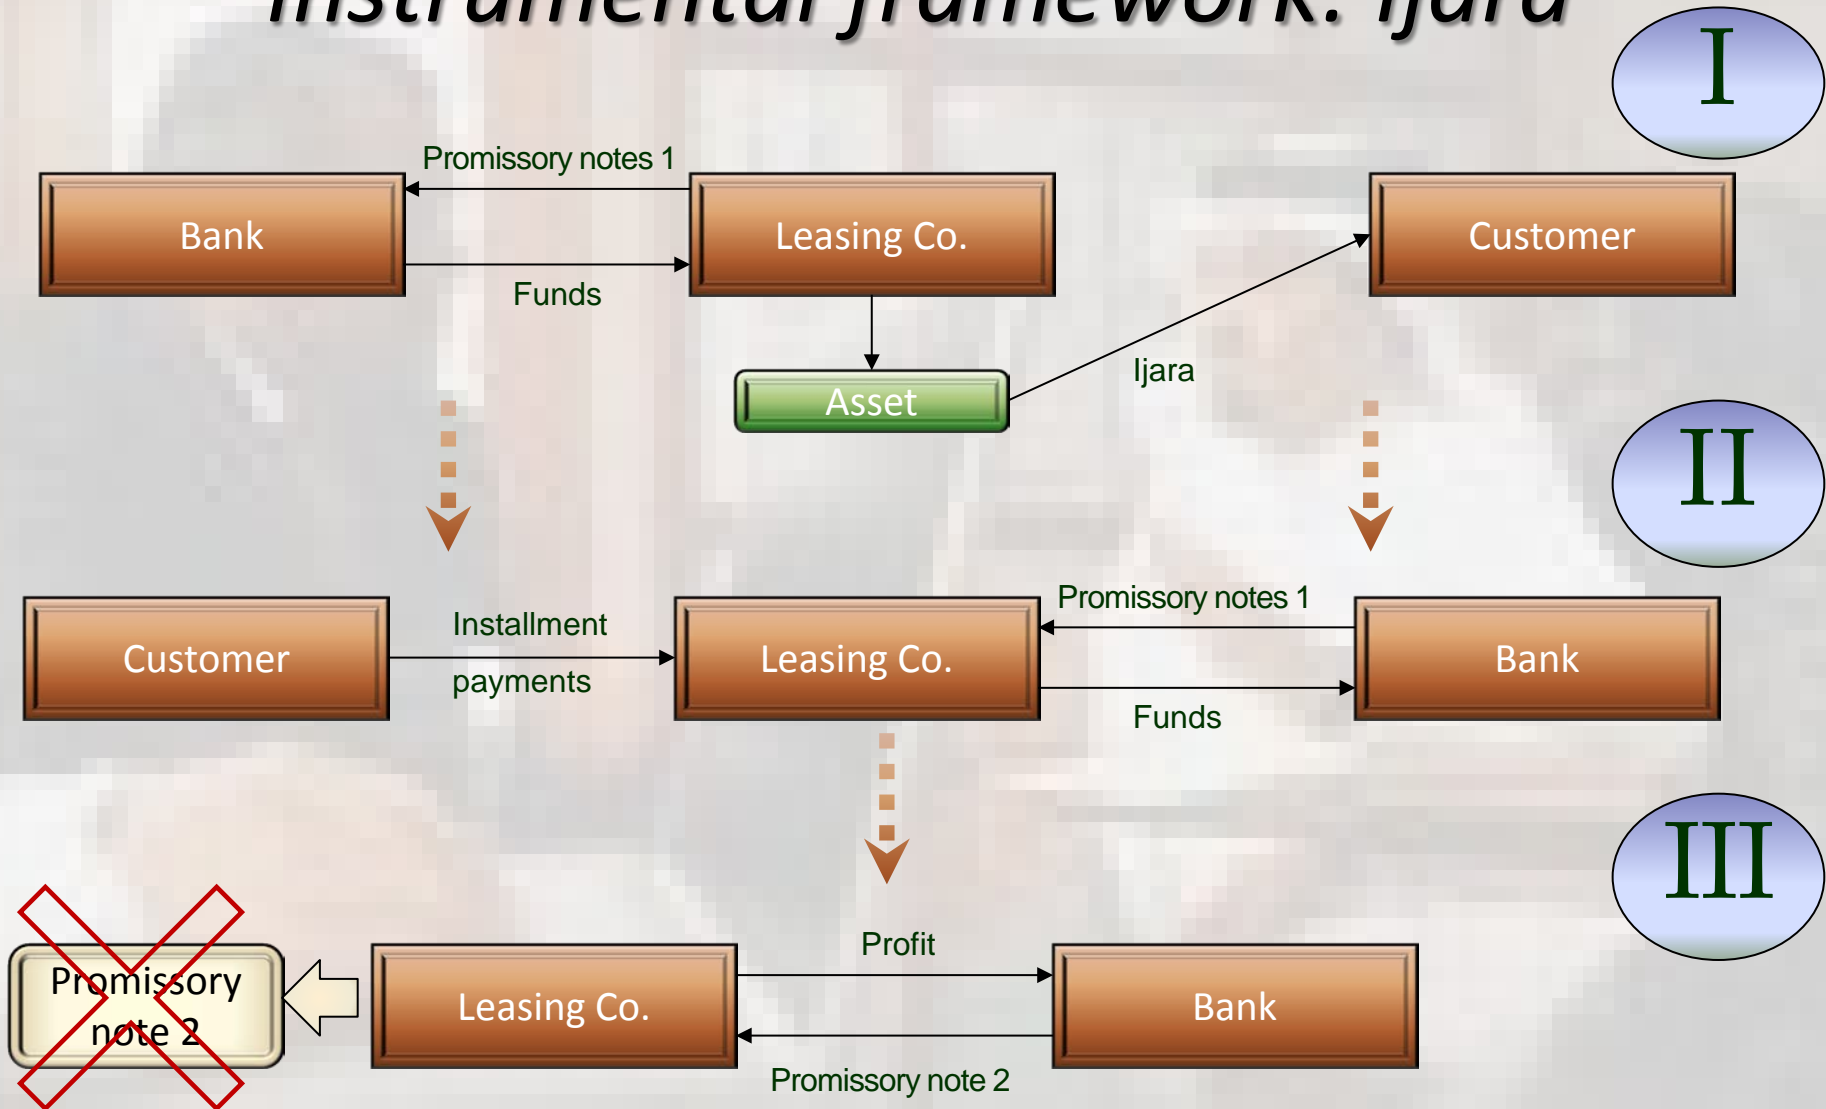 Instrumental framework: Ijara
I
Promissory notes 1
Bank
Leasing Co.
Customer
Funds
Ijara
Asset
II
Promissory notes 1
Installment
payments
Customer
Leasing Co.
Bank
Funds
III
Profit
Promissory
note 2
Leasing Co.
Bank
Promissory note 2